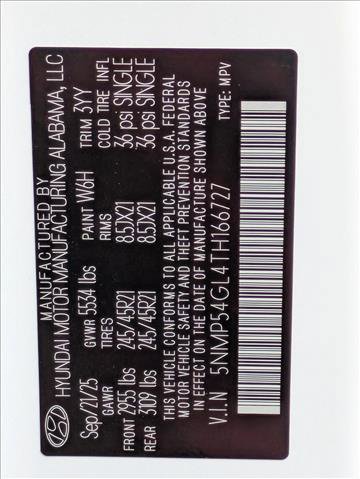 MANUFACTURED BY
HYUNDAI MOTOR MANUFACTURING ALABAMA, LLC
Sep/21/25 GVWR 5534 lbs PAINT W6H TRIM 3YY
TIRES RIMS COLD TIRE INFL
FRONT 2955 lbs 245/45R21 8.5JX21 36 psi SINGLE
REAR 3109 lbs 245/45R21 8.5JX21 36 psi SINGLE
THIS VEHICLE CONFORMS TO ALL APPLICABLE U.S.A. FEDERAL
MOTOR VEHICLE SAFETY AND THEFT PREVENTION STANDARDS
IN EFFECT ON THE DATE OF MANUFACTURE SHOWN ABOVE
V.I.N 5NMP54GL4TH166727 TYPE: MPV